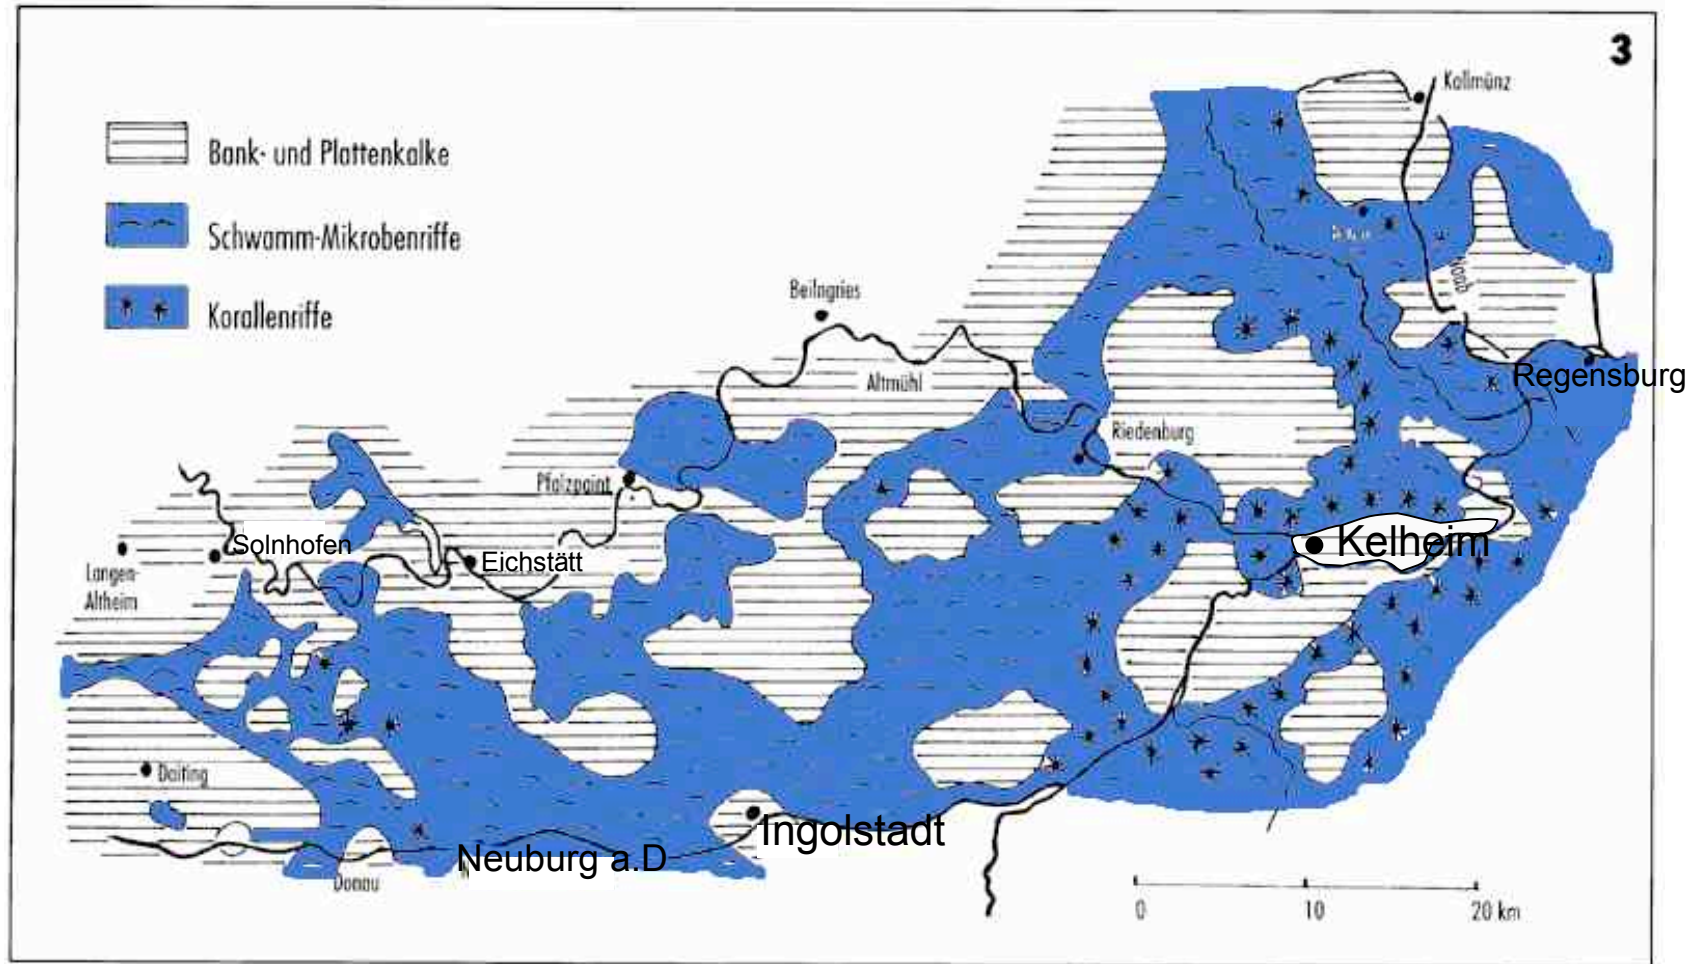 3
Kallmünz
Bank- und Plattenkalke
Schwamm-Mikrobenriffe
Korallenriffe
Naab
Beilngries
Altmühl
Regensburg
Riedenburg
Pfalzpaint
Solnhofen
Eichstätt
Kelheim
Langen-
Altheim
Daiting
Ingolstadt
Neuburg a.D
Donau
0 10 20 km